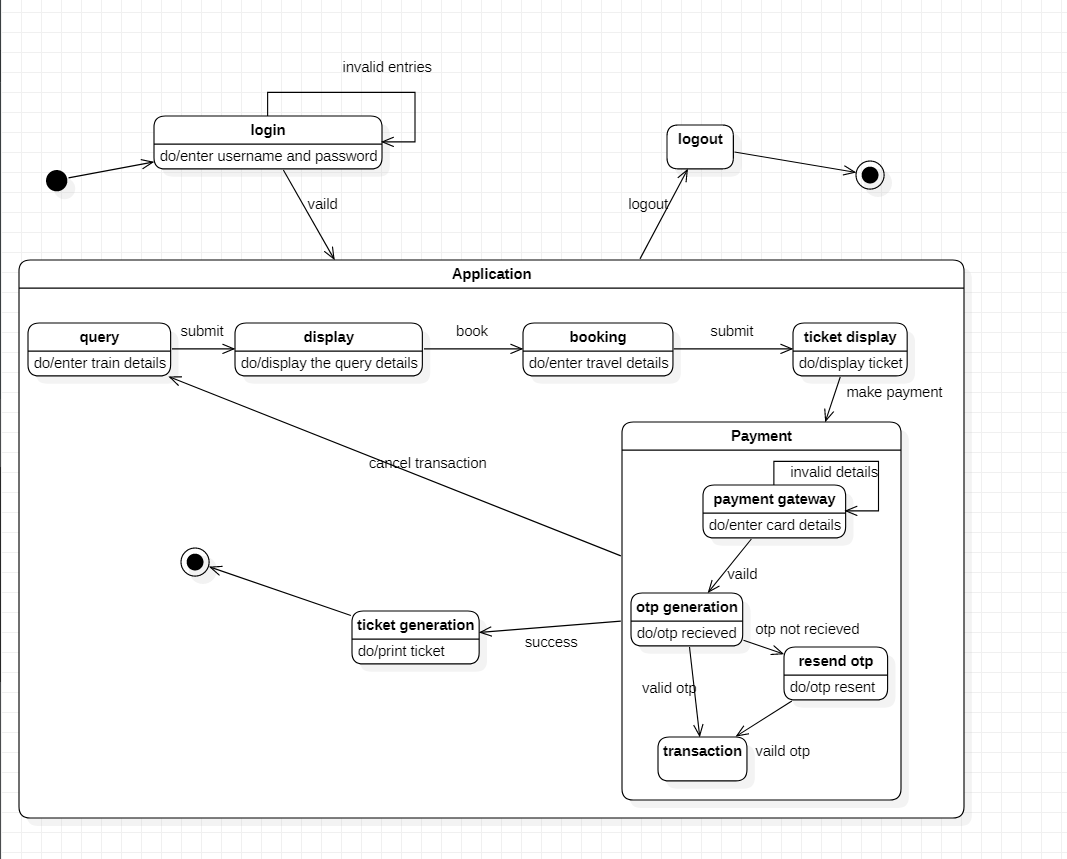 invalid entries
login
do/enter username and password
logout
vaild
logout
Application
query
do/enter train details
submit
display
do/display the query details
book
booking
do/enter travel details
submit
ticket display
do/display ticket
make payment
Payment
cancel transaction
invalid details
payment gateway
do/enter card details
vaild
otp generation
do/otp recieved
otp not recieved
ticket generation
do/print ticket
success
resend otp
do/otp resent
valid otp
transaction
vaild otp